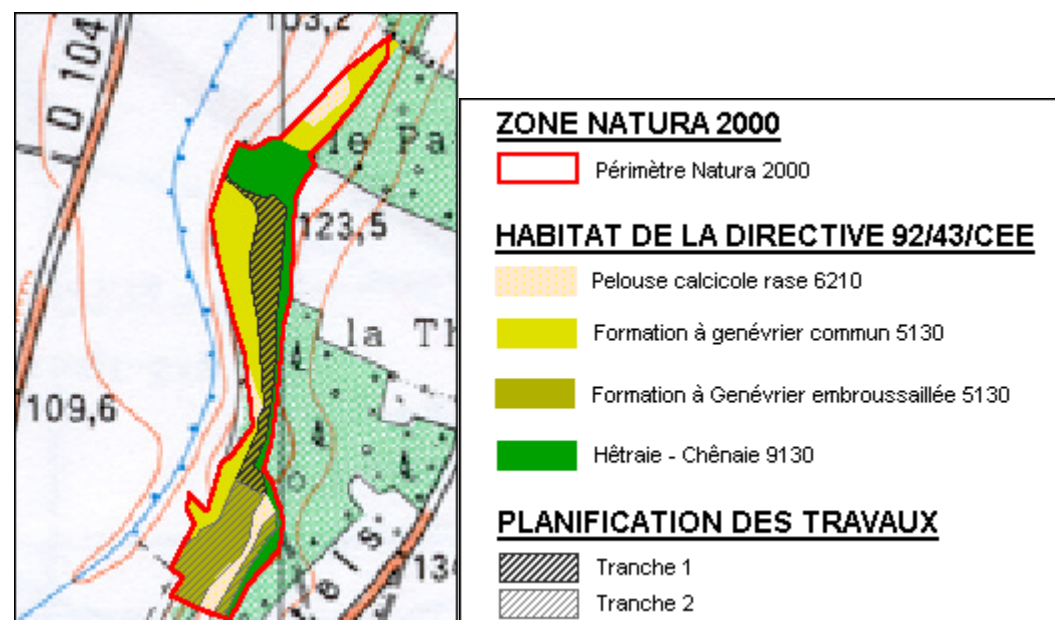 103,2
D 104
le Pa
123,5
la Th
109,6
els.
13
ZONE NATURA 2000
Périmètre Natura 2000
HABITAT DE LA DIRECTIVE 92/43/CEE
Pelouse calcicole rase 6210
Formation à genévrier commun 5130
Formation à Genévrier embroussaillée 5130
Hêtraie - Chênaie 9130
PLANIFICATION DES TRAVAUX
Tranche 1
Tranche 2